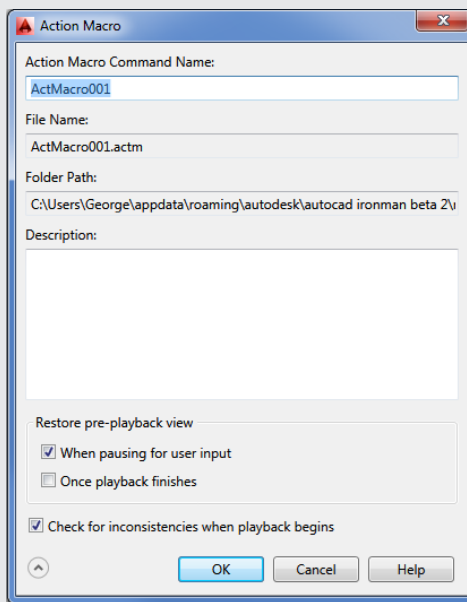 Action Macro
Action Macro Command Name:
ActMacro001
File Name:
ActMacro001.actm
Folder Path:
C:\Users\George\appdata\roaming\autodesk\autocad ironman beta 2\
Description:
Restore pre-playback view
When pausing for user input
Once playback finishes
Check for inconsistencies when playback begins
OK Cancel Help